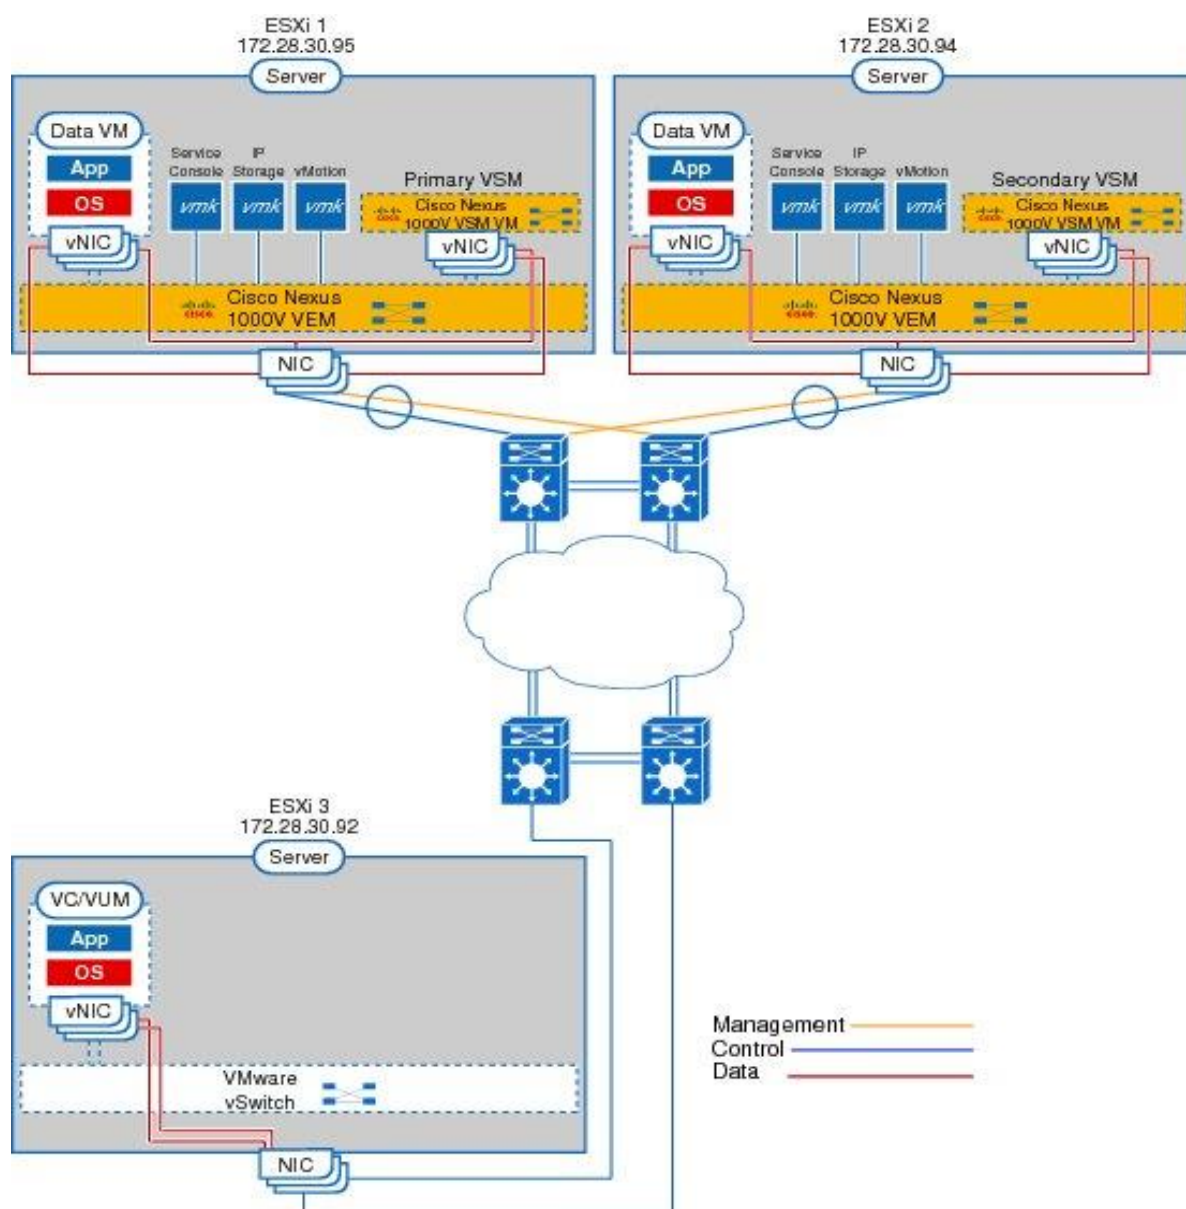 ESXi 1
172.28.30.95
Server
Data VM
App
OS
vNIC
Service
Console
IP
Storage
vMotion
vmk
vmk
vmk
Primary VSM
Cisco Nexus
1000V VSM VM
CISCO
vNIC
Cisco Nexus
1000V VEM
CISCO
NIC
ESXi 2
172.28.30.94
Server
Data VM
App
OS
vNIC
Service
Console
IP
Storage
vMotion
vmk
vmk
vmk
Secondary VSM
Cisco Nexus
1000V VSM VM
CISCO
vNIC
Cisco Nexus
1000V VEM
CISCO
NIC
ESXi 3
172.28.30.92
Server
VC/VUM
App
OS
vNIC
VMware
vSwitch
NIC
Management
Control
Data